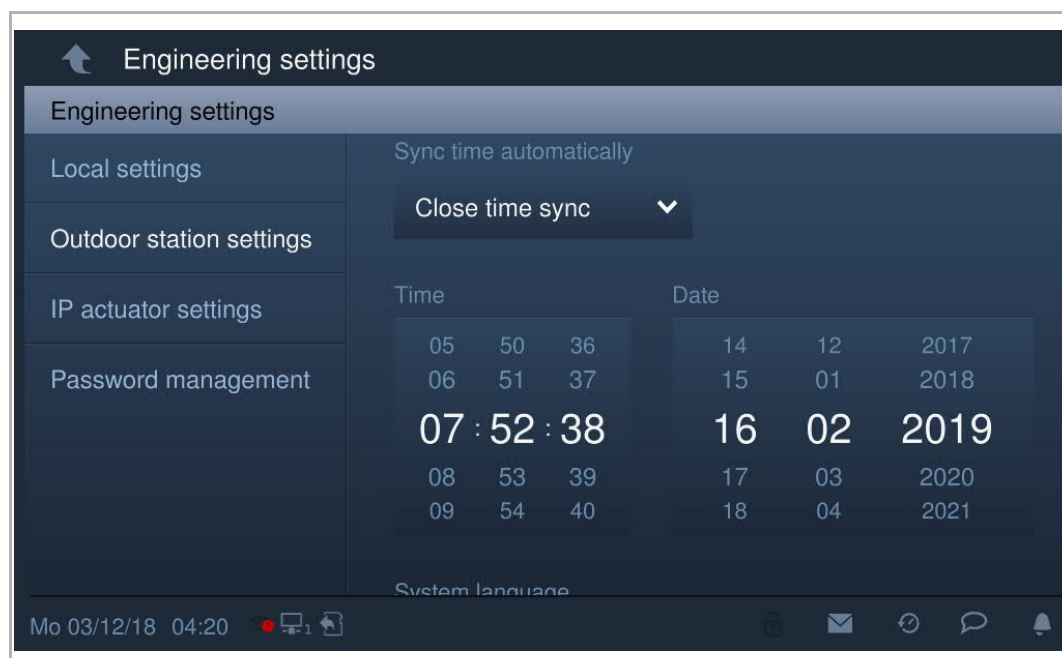 Engineering settings
Engineering settings
Local settings
Outdoor station settings
IP actuator settings
Password management
Sync time automatically
Close time sync
Time Date
05 50 36 14 12 2017
06 51 37 15 01 2018
07 : 52 : 38 16 02 2019
08 53 39 17 03 2020
09 54 40 18 04 2021
System language
Mo 03/12/18 04:20 1